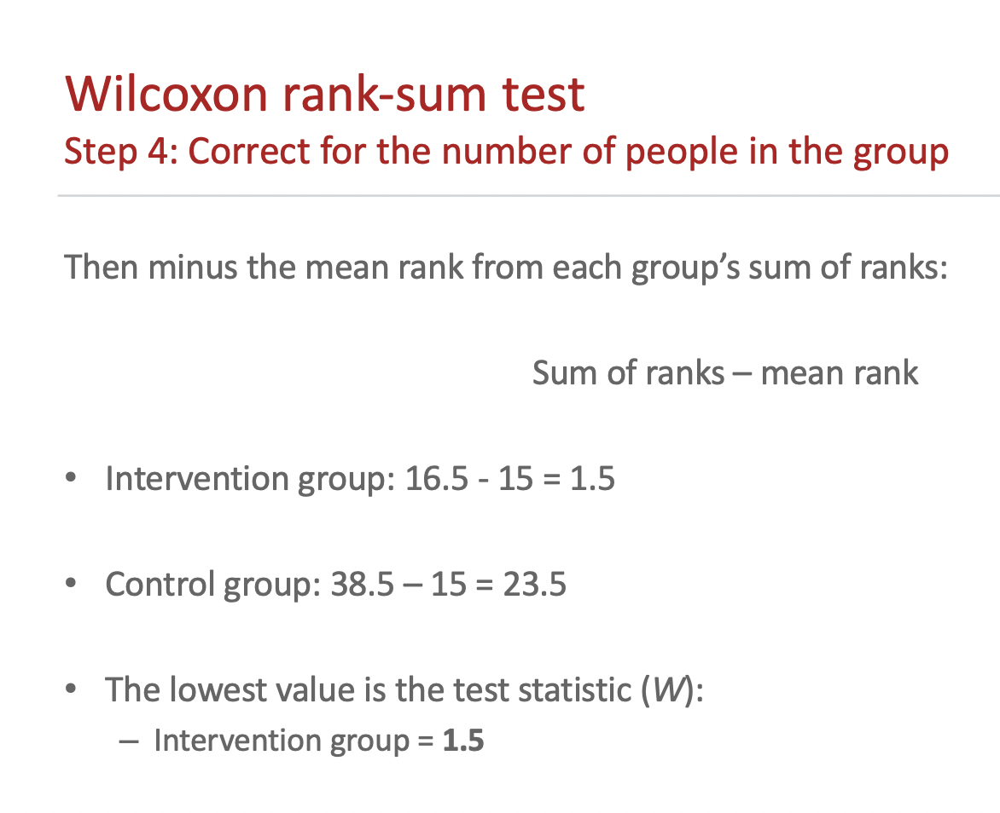 Wilcoxon rank-sum test
Step 4: Correct for the number of people in the group
Then minus the mean rank from each group’s sum of ranks:
Sum of ranks – mean rank
• Intervention group: 16.5 - 15 = 1.5
• Control group: 38.5 – 15 = 23.5
• The lowest value is the test statistic (W):
– Intervention group = 1.5